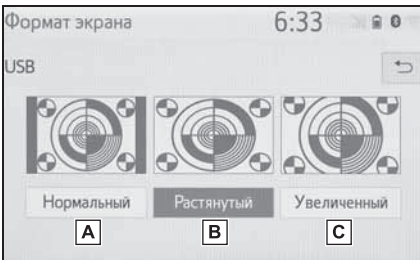 Формат экрана 6:33
USB
Нормальный Растянутый Увеличенный
A B C